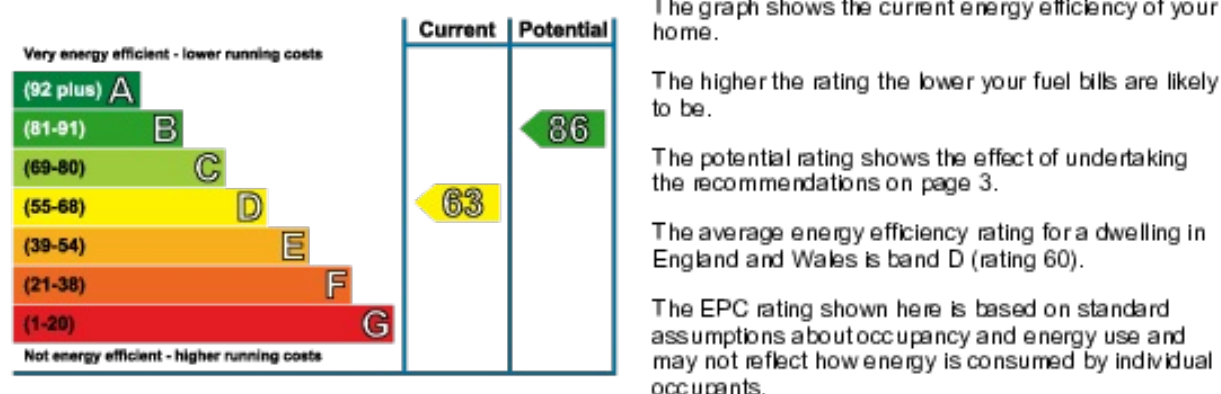 Current Potential
Very energy efficient - lower running costs
(92 plus) A
(81-91) B
86
(69-80) C
(55-68) D
63
(39-54) E
(21-38) F
(1-20) G
Not energy efficient - higher running costs
The graph shows the current energy efficiency of your
home.
The higher the rating the lower your fuel bills are likely
to be.
The potential rating shows the effect of undertaking
the recommendations on page 3.
The average energy efficiency rating for a dwelling in
England and Wales is band D (rating 60).
The EPC rating shown here is based on standard
assumptions about occupancy and energy use and
may not reflect how energy is consumed by individual
occupants.